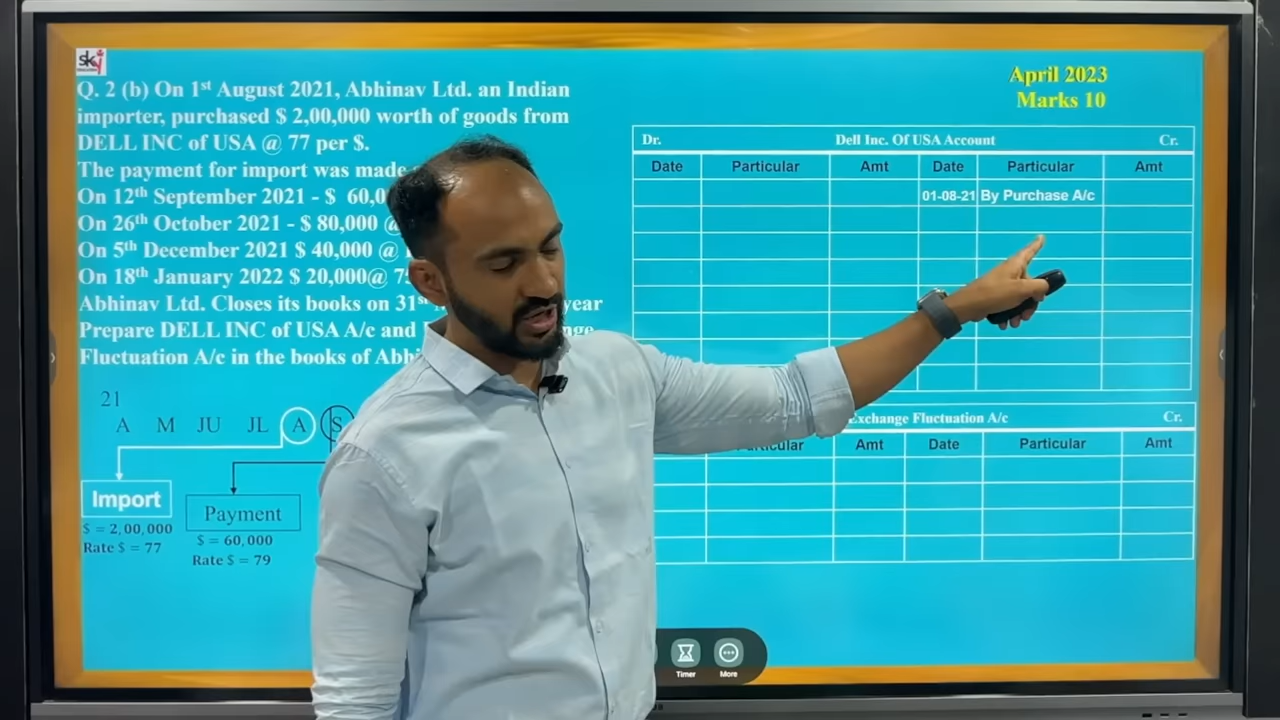 sky
Q. 2 (b) On 1st August 2021, Abhinav Ltd. an Indian
importer, purchased $ 2,00,000 worth of goods from
DELL INC of USA @ 77 per $.
The payment for import was made
On 12th September 2021 - $ 60,0
On 26th October 2021 - $ 80,000 @
On 5th December 2021 $ 40,000 @
On 18th January 2022 $ 20,000@ 7
Abhinav Ltd. Closes its books on 31st year
Prepare DELL INC of USA A/c and
Fluctuation A/c in the books of Abhi
April 2023
Marks 10
Dr. Dell Inc. Of USA Account Cr.
Date Particular Amt Date Particular Amt
01-08-21 By Purchase A/c
Exchange Fluctuation A/c Cr.
Particular Amt Date Particular Amt
21
A M JU JL A S
Import
$ = 2,00,000
Rate $ = 77
Payment
$ = 60,000
Rate $ = 79
Timer More